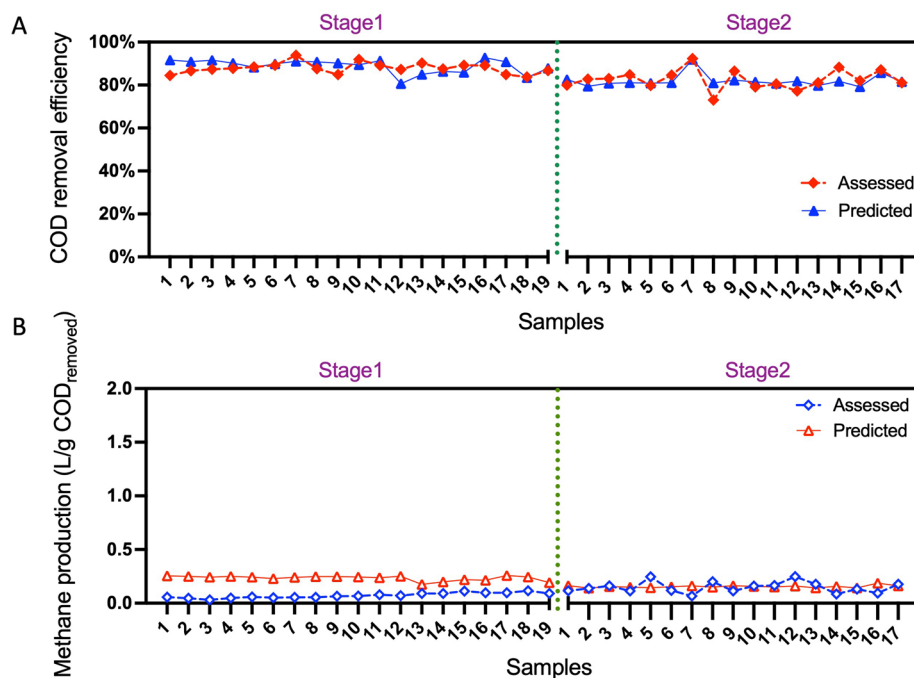 A
Stage1
Stage2
COD removal efficiency
100%
80%
60%
40%
20%
0%
Assessed
Predicted
1 2 3 4 5 6 7 8 9 10 11 12 13 14 15 16 17 18 19 1 2 3 4 5 6 7 8 9 10 11 12 13 14 15 16 17
Samples
B
Stage1
Stage2
Methane production (L/g COD removed)
2.0
1.5
1.0
0.5
0.0
Assessed
Predicted
1 2 3 4 5 6 7 8 9 10 11 12 13 14 15 16 17 18 19 1 2 3 4 5 6 7 8 9 10 11 12 13 14 15 16 17
Samples